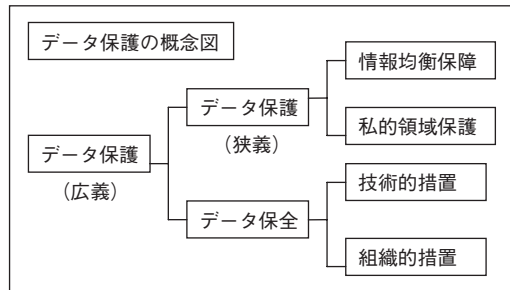 データ保護の概念図
情報均衡保障
データ保護
（狭義）
私的領域保護
データ保護
（広義）
技術的措置
データ保全
組織的措置